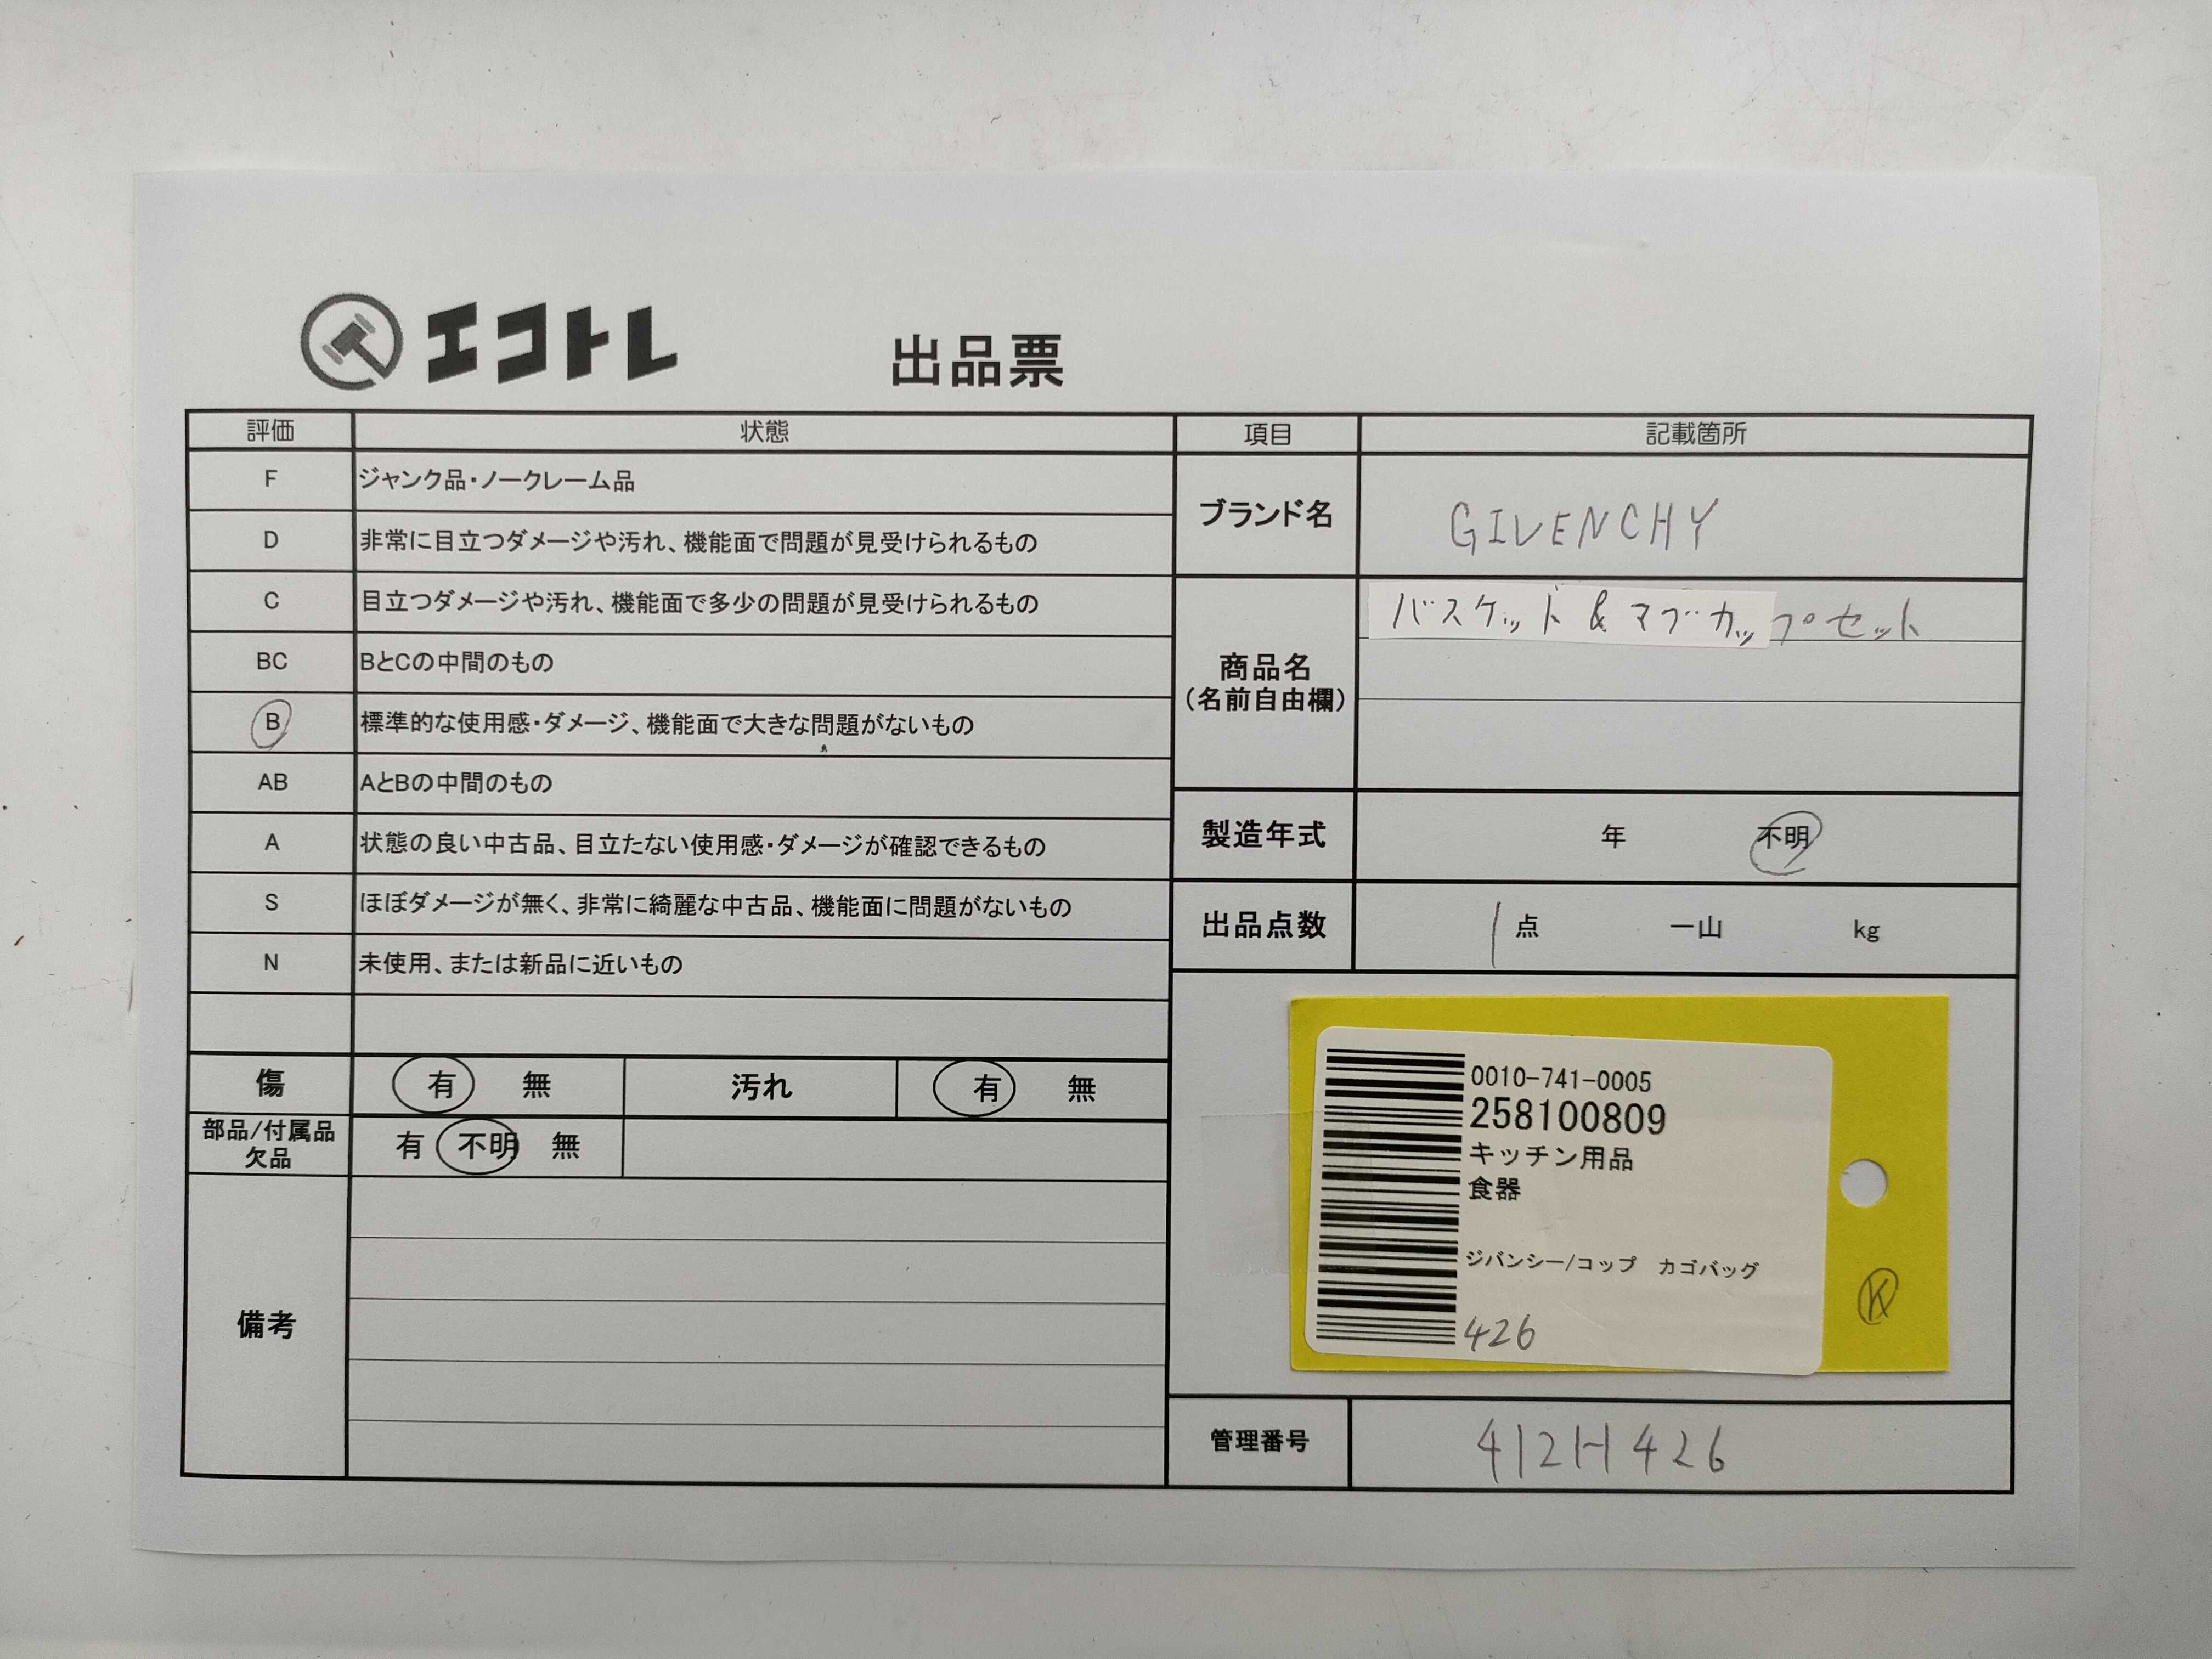 エコトレ
出品票
評価 状態 項目 記載箇所
F ジャンク品・ノークレーム品
D 非常に目立つダメージや汚れ、機能面で問題が見受けられるもの
C 目立つダメージや汚れ、機能面で多少の問題が見受けられるもの
BC BとCの中間のもの
B 標準的な使用感・ダメージ、機能面で大きな問題がないもの
AB AとBの中間のもの
A 状態の良い中古品、目立たない使用感・ダメージが確認できるもの
S ほぼダメージが無く、非常に綺麗な中古品、機能面に問題がないもの
N 未使用、または新品に近いもの
傷 有 無 汚れ 有 無
部品/付属品
欠品 有 不明 無
備考
ブランド名 GIVENCHY
商品名
(名前自由欄)
バスケット & マグカップセット
製造年式 年 不明
出品点数 1点 一山 kg
0010-741-0005
258100809
キッチン用品
食器
ジバンシー/コップ カゴバッグ
426
K
管理番号 412H426